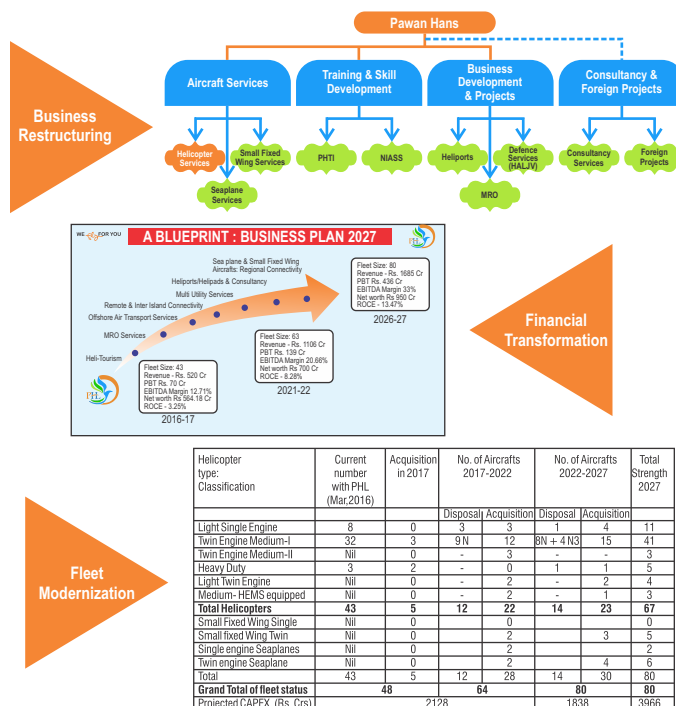 Pawan Hans
Business
Restructuring
Aircraft Services
Training & Skill
Development
Business
Development
& Projects
Consultancy &
Foreign Projects
Helicopter
Services
Small Fixed
Wing Services
Seaplane
Services
PHTI
NIASS
Heliports
Defence
Services
(HALJV)
MRO
Consultancy
Services
Foreign
Projects
WE FOR YOU
A BLUEPRINT : BUSINESS PLAN 2027
Sea plane & Small Fixed Wing
Aircrafts: Regional Connectivity
Heliports/Helipads & Consultancy
Multi Utility Services
Remote & Inter Island Connectivity
Offshore Air Transport Services
MRO Services
Heli-Tourism
PHL
Fleet Size: 43
Revenue - Rs. 520 Cr
PBT Rs. 70 Cr
EBITDA Margin 12.71%
Net worth Rs 564.18 Cr
ROCE - 3.25%
2016-17
Fleet Size: 63
Revenue - Rs. 1106 Cr
PBT Rs. 139 Cr
EBITDA Margin 20.66%
Net worth Rs 700 Cr
ROCE - 8.28%
2021-22
Fleet Size: 80
Revenue - Rs. 1685 Cr
PBT Rs. 436 Cr
EBITDA Margin 33%
Net worth Rs 950 Cr
ROCE - 13.47%
2026-27
Financial
Transformation
Fleet
Modernization
Helicopter type: Classification Current number with PHL (Mar,2016) Acquisition in 2017 No. of Aircrafts 2017-2022 No. of Aircrafts 2022-2027 Total Strength 2027
Disposal Acquisition Disposal Acquisition
Light Single Engine 8 0 3 3 1 4 11
Twin Engine Medium-I 32 3 9 N 12 8N + 4 N3 15 41
Twin Engine Medium-II Nil 0 - 3 - - 3
Heavy Duty 3 2 - 0 1 1 5
Light Twin Engine Nil 0 - 2 - 2 4
Medium- HEMS equipped Nil 0 - 2 - 1 3
Total Helicopters 43 5 12 22 14 23 67
Small Fixed Wing Single Nil 0 0 0
Small fixed Wing Twin Nil 0 2 3 5
Single engine Seaplanes Nil 0 2 2
Twin engine Seaplane Nil 0 2 4 6
Total 43 5 12 28 14 30 80
Grand Total of fleet status 48 64 80 80
Projected CAPEX (Rs. Crs) 2128 1838 3966